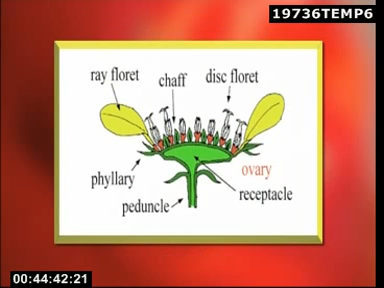 19736TEMP6
ray floret
chaff
disc floret
phyllary
ovary
receptacle
peduncle
00:44:42:21